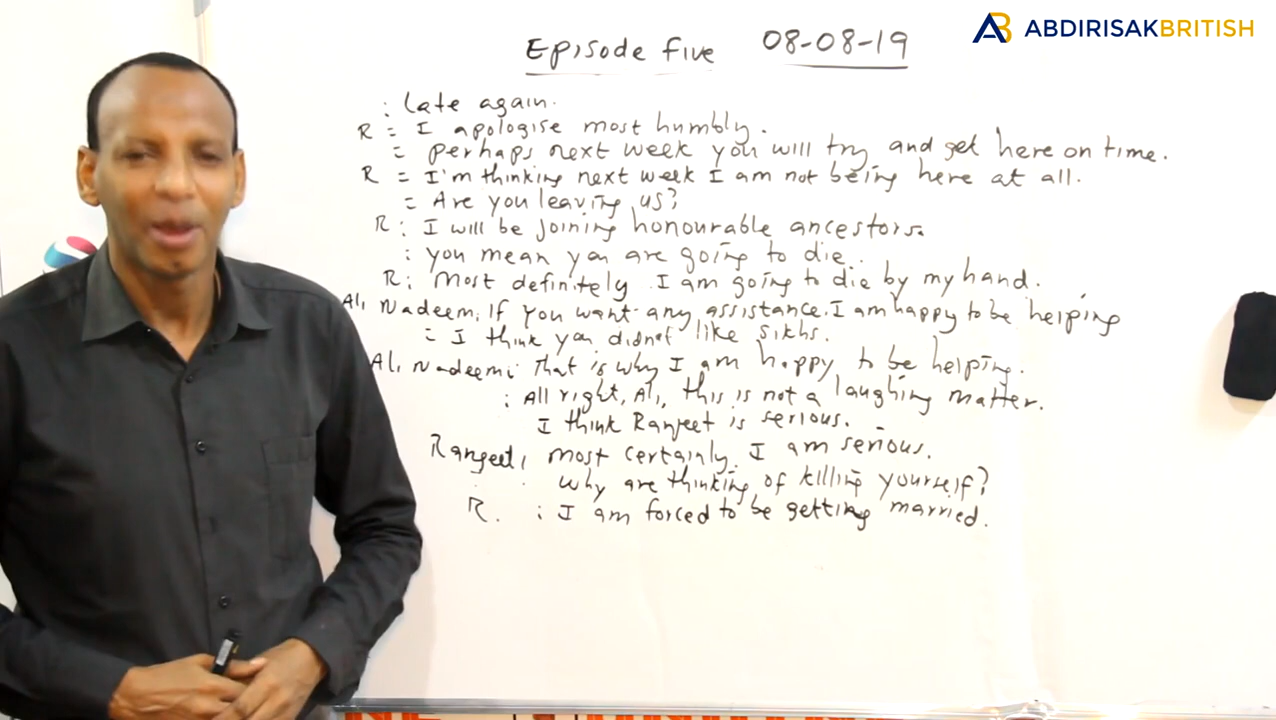 ABDIRISAKBRITISH
Episode five 08-08-19
: late again.
R = I apologise most humbly.
= perhaps next week you will try and get here on time.
R = I'm thinking next week I am not being here at all.
= Are you leaving us?
R: I will be joining honourable ancestors.
: you mean you are going to die.
R: Most definitely I am going to die by my hand.
Ali Nadeem: If you want any assistance. I am happy to be helping
= I think you didnot like sikhs.
Ali Nadeem: That is why I am happy to be helping.
: All right, Ali, this is not a laughing matter.
I think Ranjeet is serious.
Ranjeet: most certainly I am serious.
why are thinking of killing yourself?
R. : I am forced to be getting married.